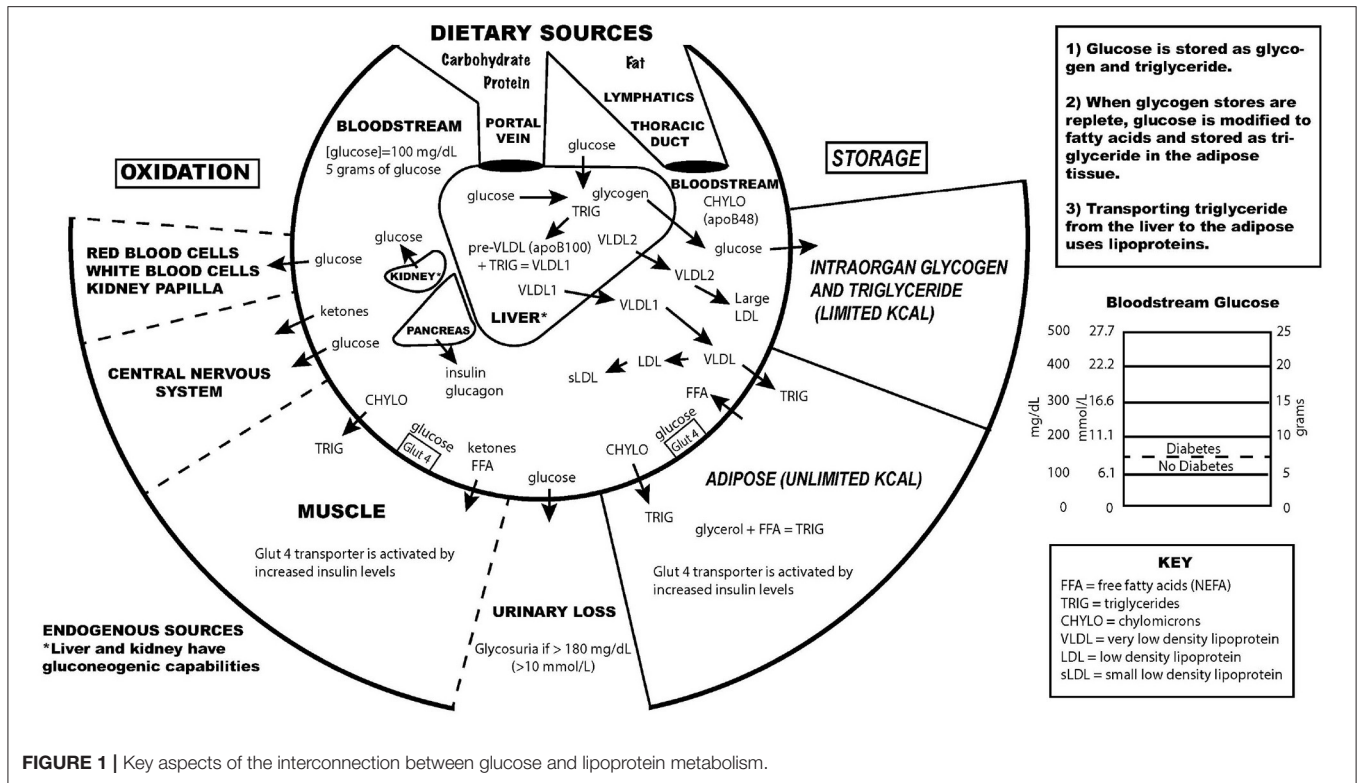 DIETARY SOURCES
Carbohydrate
Protein
Fat
PORTAL
VEIN
LYMPHATICS
THORACIC
DUCT
BLOODSTREAM
[glucose]=100 mg/dL
5 grams of glucose
OXIDATION
STORAGE
glucose
BLOODSTREAM
CHYLO
(apoB48)
glucose
glycogen
TRIG
glucose
pre-VLDL (apoB100)
+ TRIG = VLDL1
VLDL2
VLDL1
LIVER*
glucose
KIDNEY*
PANCREAS
insulin
glucagon
VLDL2
Large
LDL
VLDL1
VLDL
LDL
sLDL
TRIG
FFA
RED BLOOD CELLS
WHITE BLOOD CELLS
KIDNEY PAPILLA
glucose
ketones
glucose
CENTRAL NERVOUS
SYSTEM
CHYLO
TRIG
glucose
Glut 4
ketones
FFA
glucose
CHYLO
TRIG
glucose
Glut 4
MUSCLE
Glut 4 transporter is activated by
increased insulin levels
URINARY LOSS
Glycosuria if > 180 mg/dL
(>10 mmol/L)
INTRAORGAN GLYCOGEN
AND TRIGLYCERIDE
(LIMITED KCAL)
ADIPOSE (UNLIMITED KCAL)
glycerol + FFA = TRIG
Glut 4 transporter is activated by
increased insulin levels
ENDOGENOUS SOURCES
*Liver and kidney have
gluconeogenic capabilities
1) Glucose is stored as glyco-
gen and triglyceride.
2) When glycogen stores are
replete, glucose is modified to
fatty acids and stored as tri-
glyceride in the adipose
tissue.
3) Transporting triglyceride
from the liver to the adipose
uses lipoproteins.
Bloodstream Glucose
500 27.7 25
400 22.2 20
300 16.6 15
200 11.1 10
Diabetes
No Diabetes
100 6.1 5
0 0 0
mg/dL
mmol/L
grams
KEY
FFA = free fatty acids (NEFA)
TRIG = triglycerides
CHYLO = chylomicrons
VLDL = very low density lipoprotein
LDL = low density lipoprotein
sLDL = small low density lipoprotein
FIGURE 1 | Key aspects of the interconnection between glucose and lipoprotein metabolism.